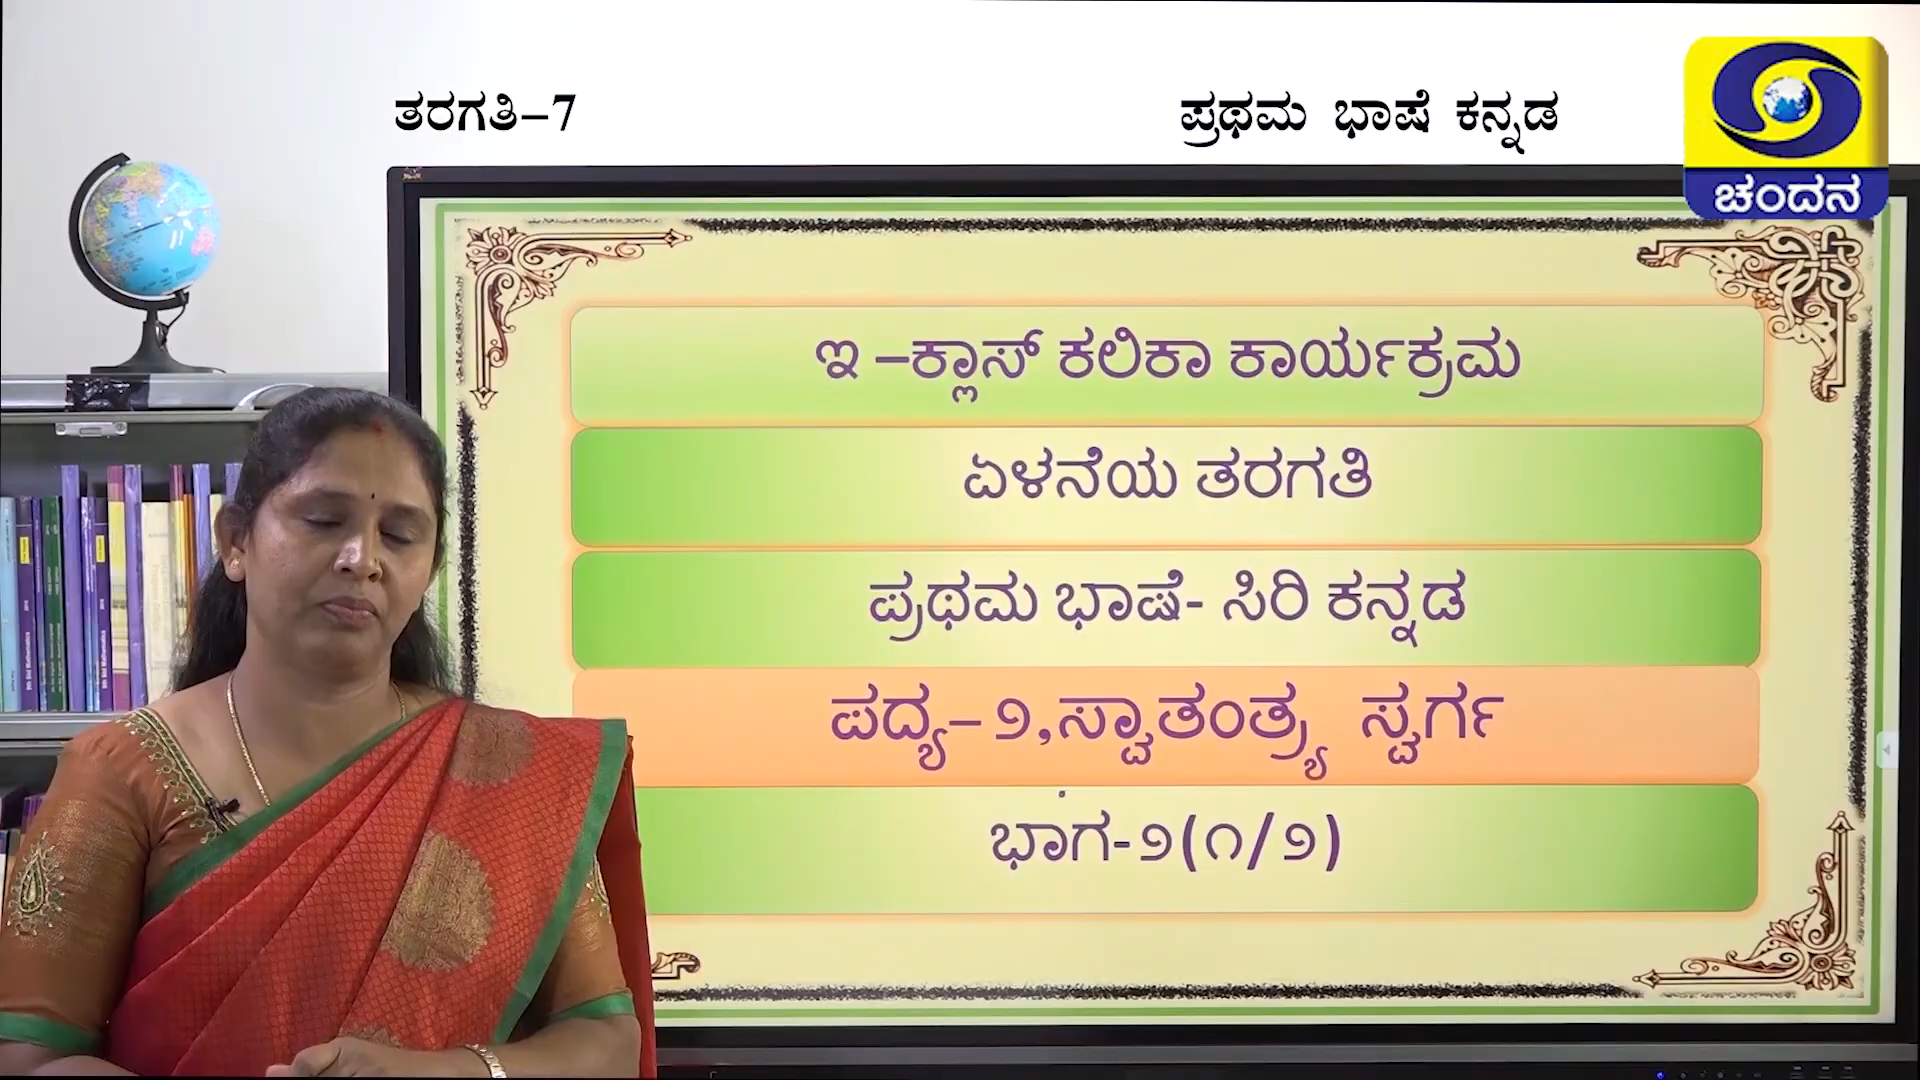 ತರಗತಿ–7
ಪ್ರಥಮ ಭಾಷೆ ಕನ್ನಡ
ಚಂದನ
ಇ –ಕ್ಲಾಸ್ ಕಲಿಕಾ ಕಾರ್ಯಕ್ರಮ
ಏಳನೆಯ ತರಗತಿ
ಪ್ರಥಮ ಭಾಷೆ- ಸಿರಿ ಕನ್ನಡ
ಪದ್ಯ– ೨,ಸ್ವಾತಂತ್ರ್ಯ ಸ್ವರ್ಗ
ಭಾಗ-೨(೧/೨)